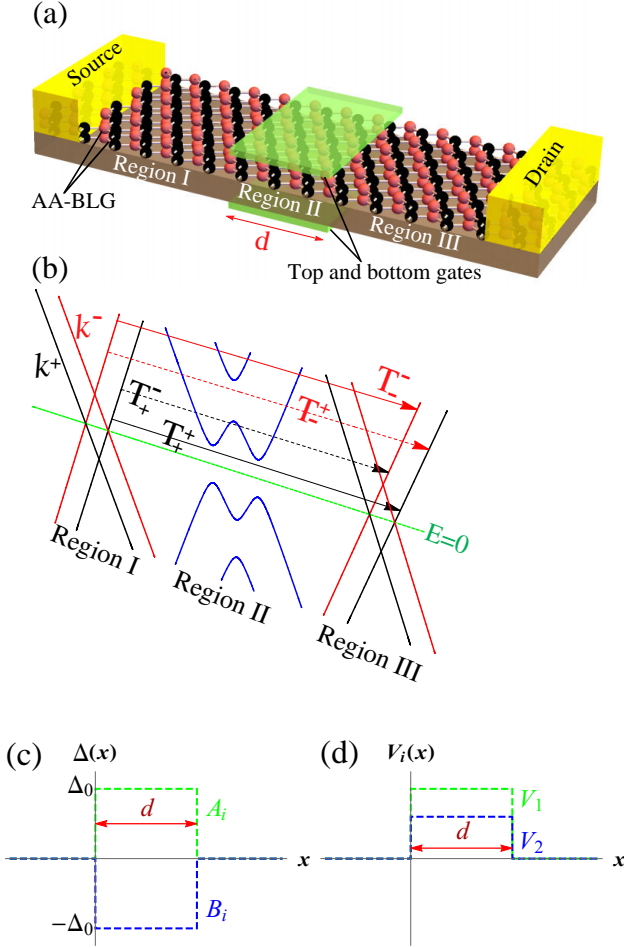 (a)
Source
AA-BLG
Region I
Region II
Region III
Drain
d
Top and bottom gates
(b)
k⁺
k⁻
T₋⁻
T₋⁺
T₊⁻
T₊⁺
E=0
Region I
Region II
Region III
(c)
Δ(x)
Δ₀
d
Aᵢ
x
−Δ₀
Bᵢ
(d)
Vᵢ(x)
V₁
d
V₂
x